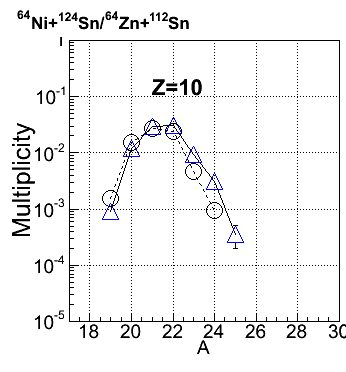 ⁶⁴Ni+¹²⁴Sn/⁶⁴Zn+¹¹²Sn
1
Z=10
10⁻¹
10⁻²
10⁻³
10⁻⁴
10⁻⁵
Multiplicity
18 20 22 24 26 28 30
A